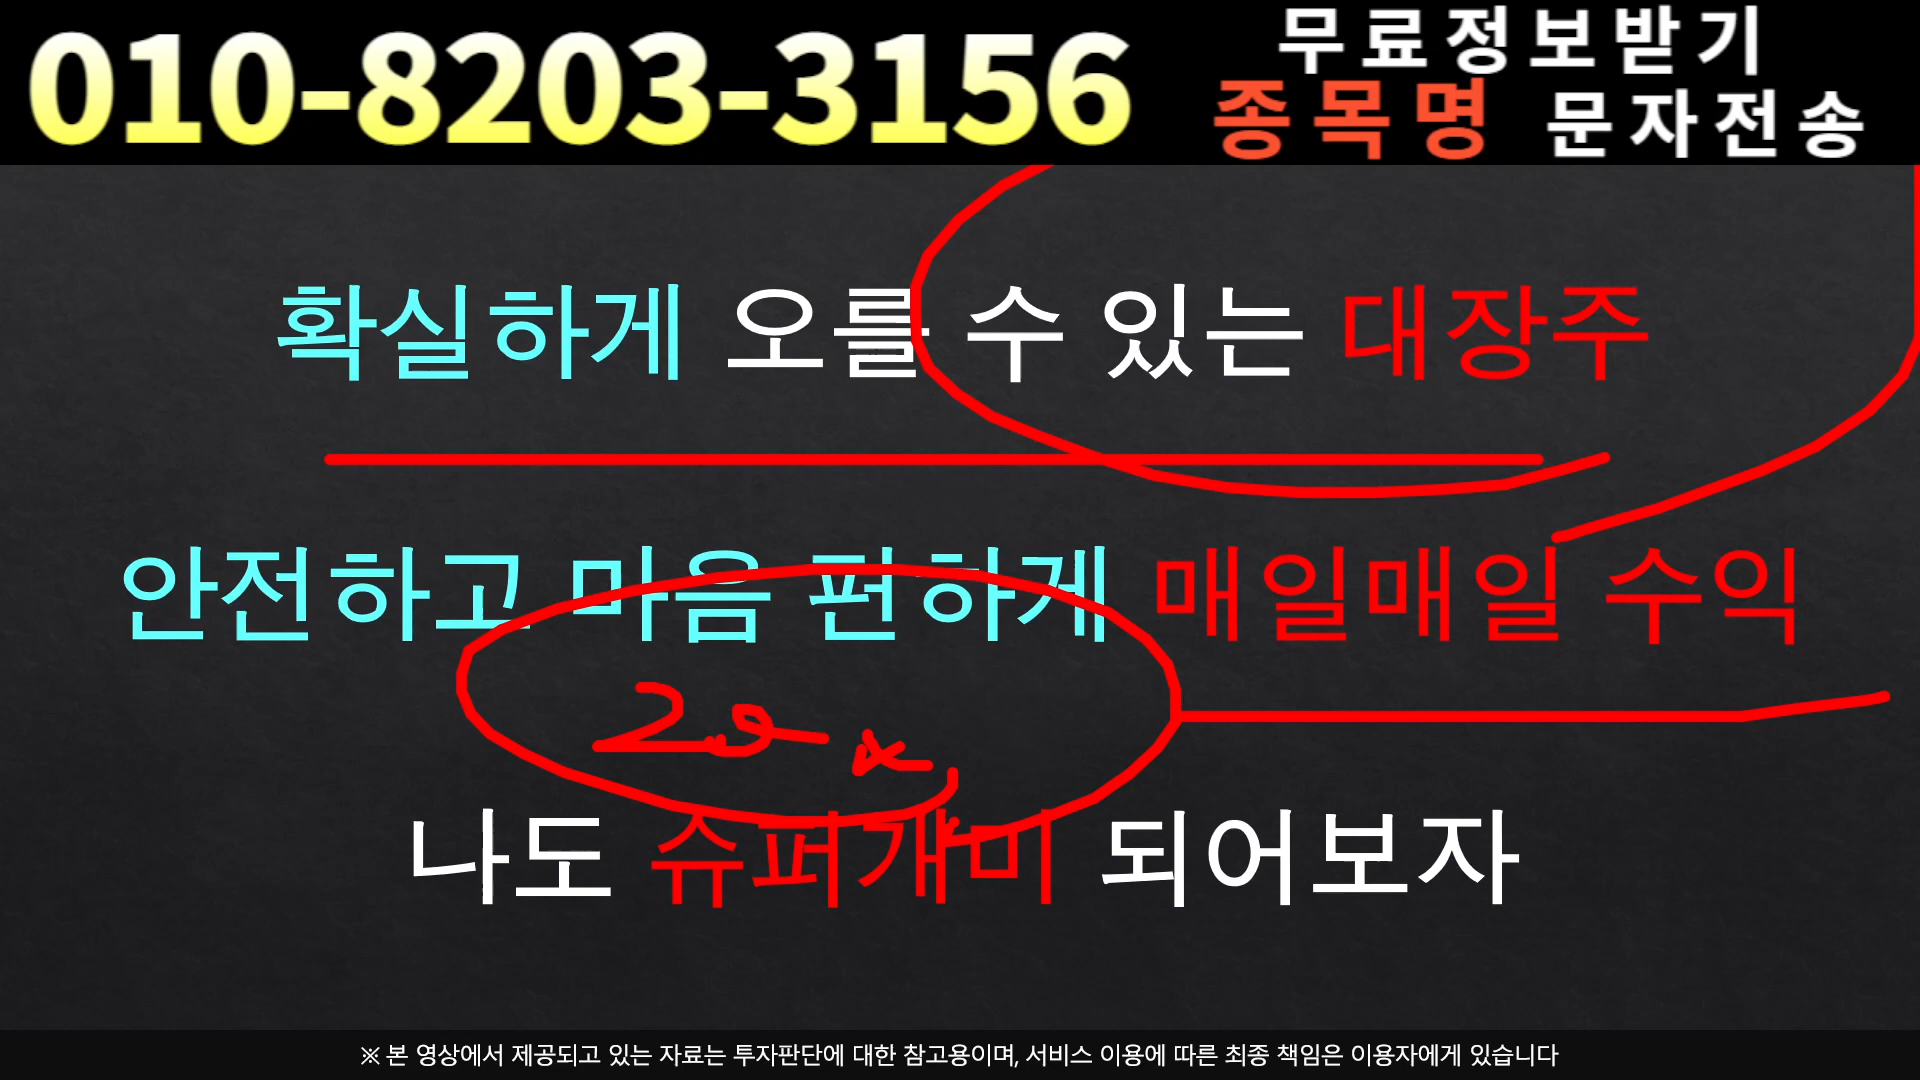 010-8203-3156
무료정보받기
종목명 문자전송
확실하게 오를 수 있는 대장주
안전하고 마음 편하게 매일매일 수익
나도 슈퍼개미 되어보자
※ 본 영상에서 제공되고 있는 자료는 투자판단에 대한 참고용이며, 서비스 이용에 따른 최종 책임은 이용자에게 있습니다